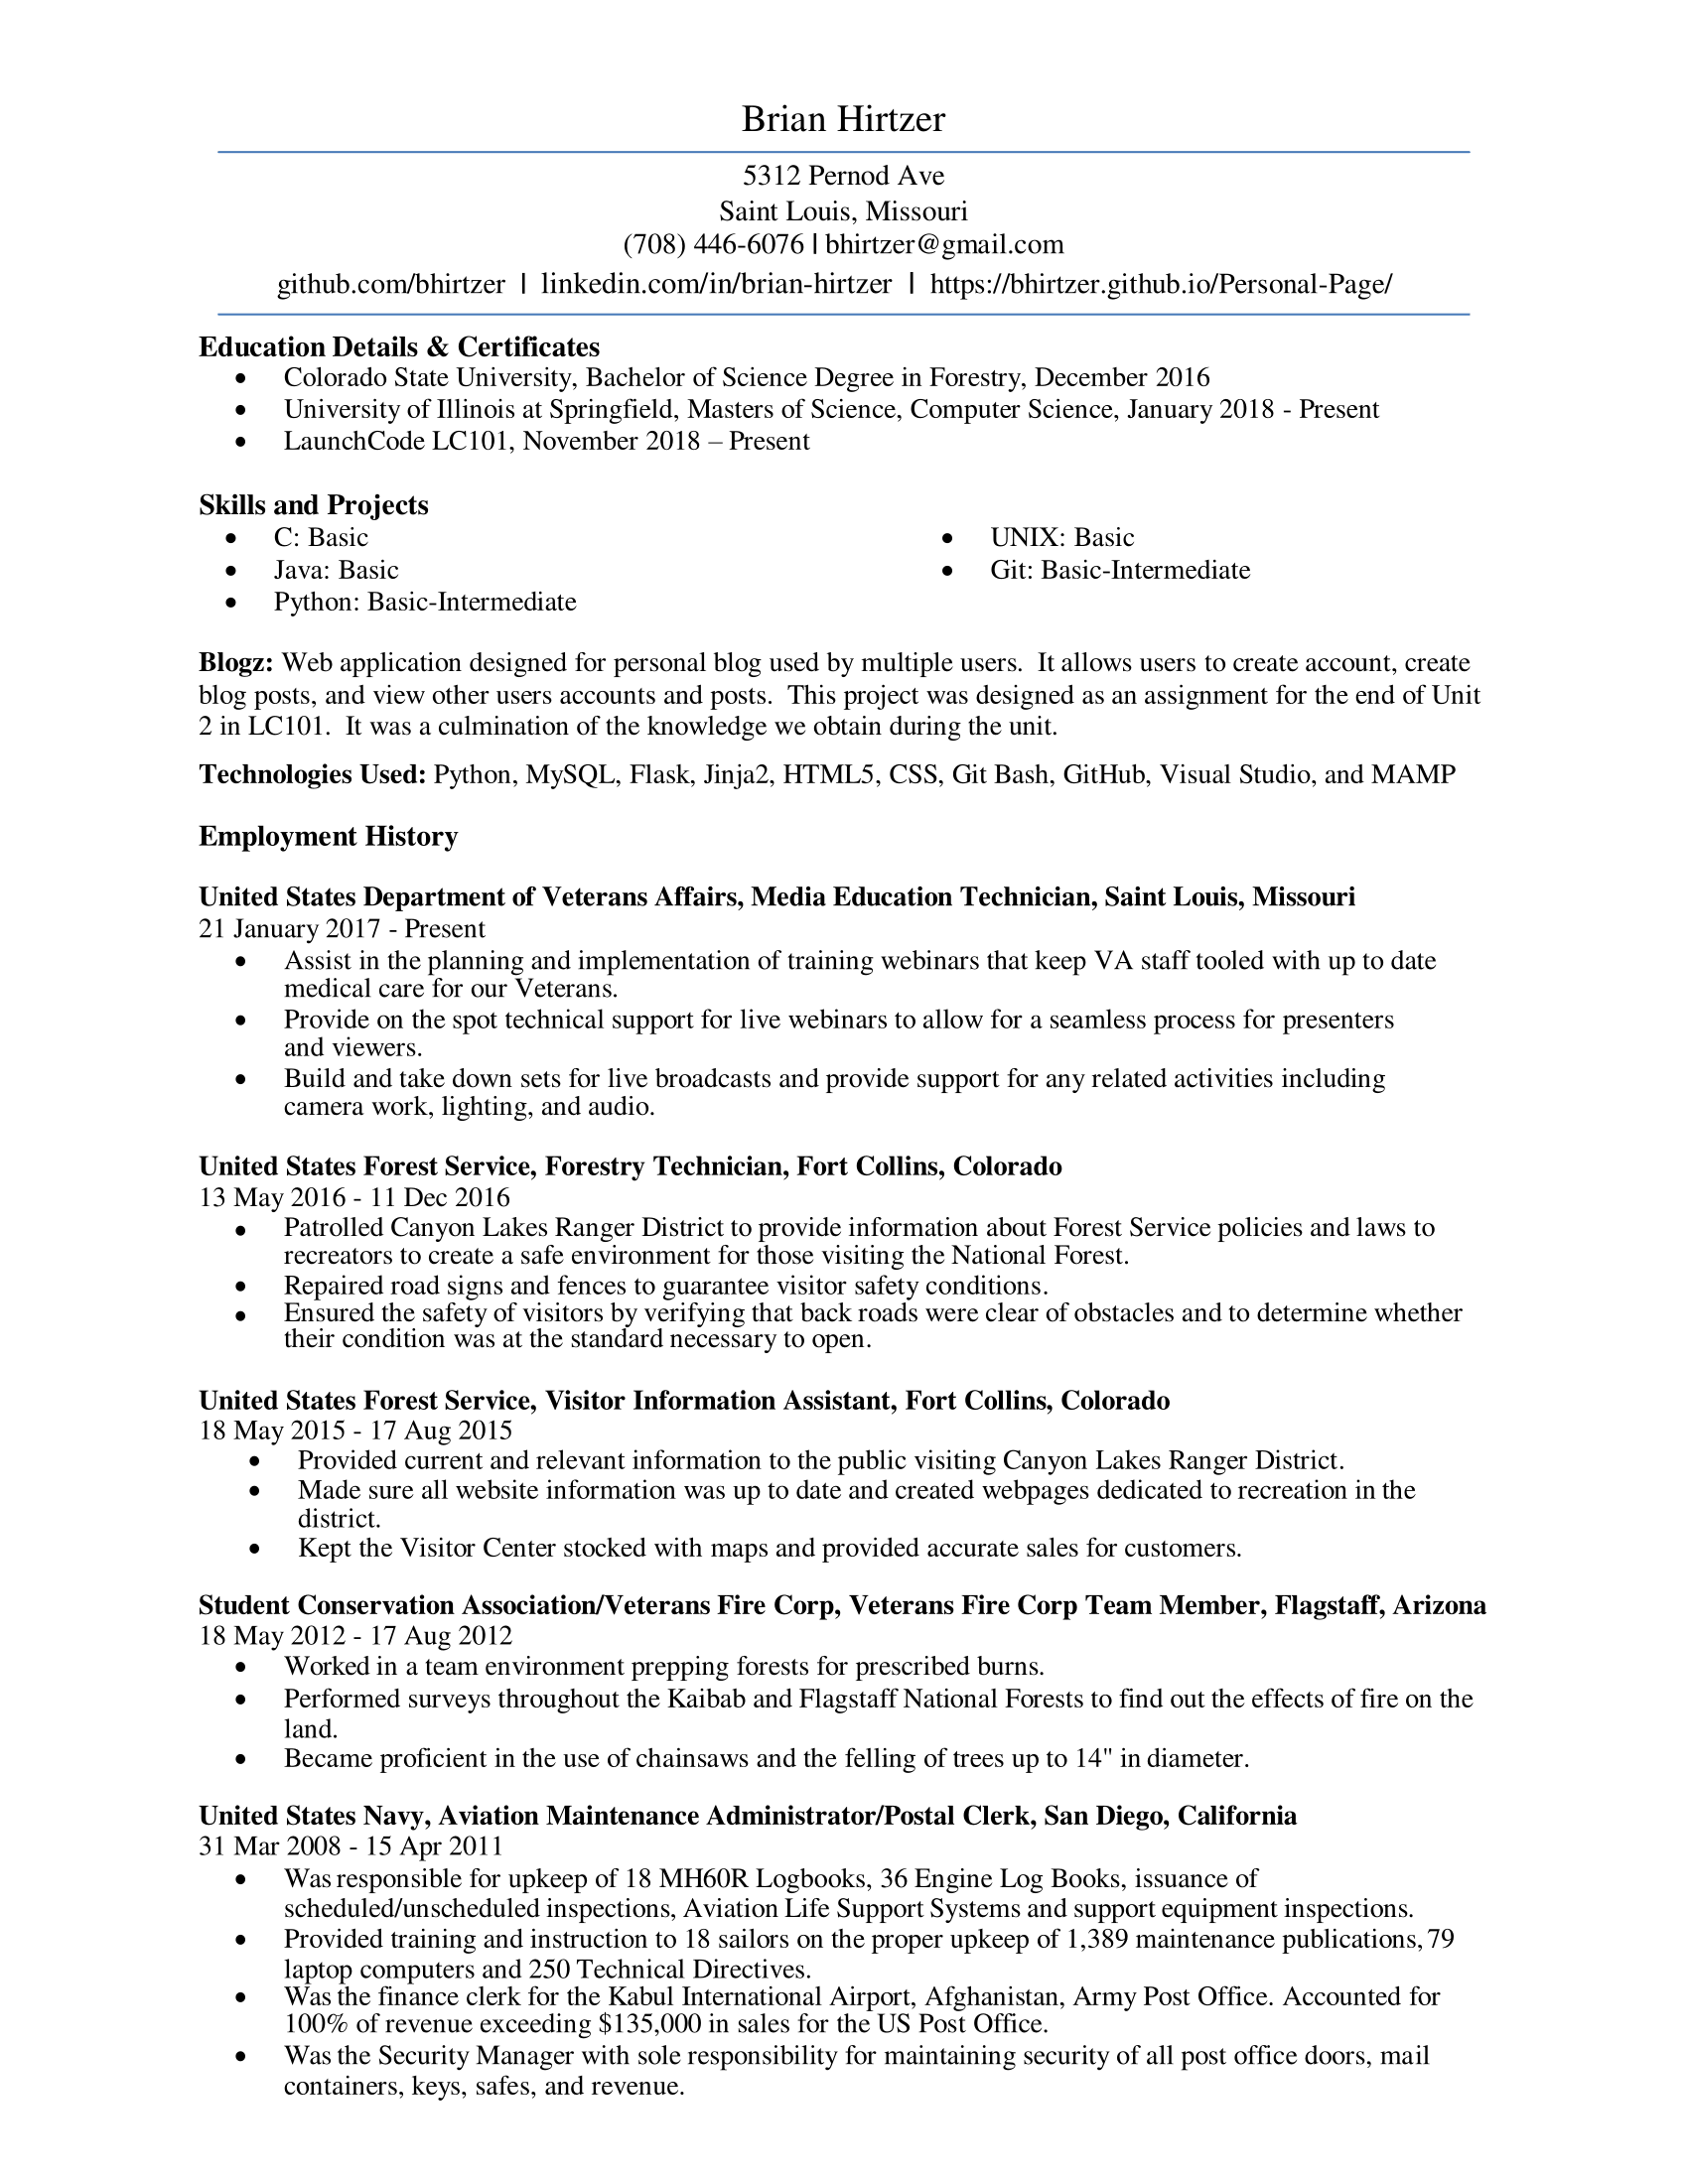 Brian Hirtzer
5312 Pernod Ave
Saint Louis, Missouri
(708) 446-6076 | bhirtzer@gmail.com
github.com/bhirtzer | linkedin.com/in/brian-hirtzer | https://bhirtzer.github.io/Personal-Page/
Education Details & Certificates
• Colorado State University, Bachelor of Science Degree in Forestry, December 2016
• University of Illinois at Springfield, Masters of Science, Computer Science, January 2018 - Present
• LaunchCode LC101, November 2018 – Present
Skills and Projects
• C: Basic
• Java: Basic
• Python: Basic-Intermediate
• UNIX: Basic
• Git: Basic-Intermediate
Blogz: Web application designed for personal blog used by multiple users. It allows users to create account, create
blog posts, and view other users accounts and posts. This project was designed as an assignment for the end of Unit
2 in LC101. It was a culmination of the knowledge we obtain during the unit.
Technologies Used: Python, MySQL, Flask, Jinja2, HTML5, CSS, Git Bash, GitHub, Visual Studio, and MAMP
Employment History
United States Department of Veterans Affairs, Media Education Technician, Saint Louis, Missouri
21 January 2017 - Present
• Assist in the planning and implementation of training webinars that keep VA staff tooled with up to date
medical care for our Veterans.
• Provide on the spot technical support for live webinars to allow for a seamless process for presenters
and viewers.
• Build and take down sets for live broadcasts and provide support for any related activities including
camera work, lighting, and audio.
United States Forest Service, Forestry Technician, Fort Collins, Colorado
13 May 2016 - 11 Dec 2016
• Patrolled Canyon Lakes Ranger District to provide information about Forest Service policies and laws to
recreators to create a safe environment for those visiting the National Forest.
• Repaired road signs and fences to guarantee visitor safety conditions.
• Ensured the safety of visitors by verifying that back roads were clear of obstacles and to determine whether
their condition was at the standard necessary to open.
United States Forest Service, Visitor Information Assistant, Fort Collins, Colorado
18 May 2015 - 17 Aug 2015
• Provided current and relevant information to the public visiting Canyon Lakes Ranger District.
• Made sure all website information was up to date and created webpages dedicated to recreation in the
district.
• Kept the Visitor Center stocked with maps and provided accurate sales for customers.
Student Conservation Association/Veterans Fire Corp, Veterans Fire Corp Team Member, Flagstaff, Arizona
18 May 2012 - 17 Aug 2012
• Worked in a team environment prepping forests for prescribed burns.
• Performed surveys throughout the Kaibab and Flagstaff National Forests to find out the effects of fire on the
land.
• Became proficient in the use of chainsaws and the felling of trees up to 14" in diameter.
United States Navy, Aviation Maintenance Administrator/Postal Clerk, San Diego, California
31 Mar 2008 - 15 Apr 2011
• Was responsible for upkeep of 18 MH60R Logbooks, 36 Engine Log Books, issuance of
scheduled/unscheduled inspections, Aviation Life Support Systems and support equipment inspections.
• Provided training and instruction to 18 sailors on the proper upkeep of 1,389 maintenance publications, 79
laptop computers and 250 Technical Directives.
• Was the finance clerk for the Kabul International Airport, Afghanistan, Army Post Office. Accounted for
100% of revenue exceeding $135,000 in sales for the US Post Office.
• Was the Security Manager with sole responsibility for maintaining security of all post office doors, mail
containers, keys, safes, and revenue.